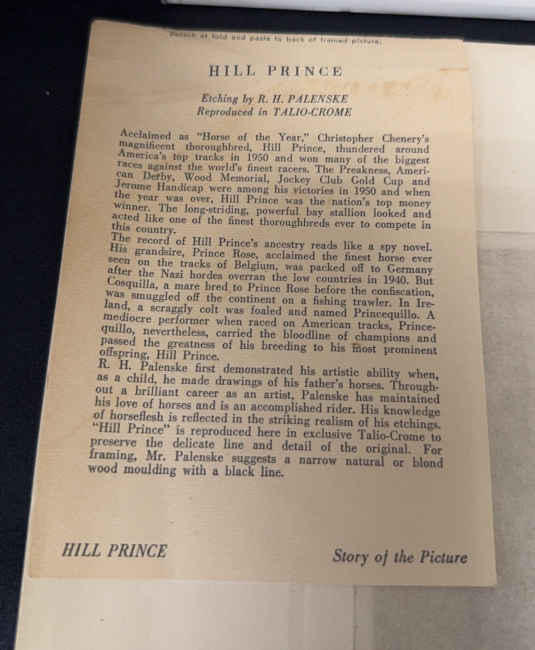 Detach at fold and paste to back of framed picture.
HILL PRINCE
Etching by R. H. PALENSKE
Reproduced in TALIO-CROME
Acclaimed as “Horse of the Year,” Christopher Chenery’s
magnificent thoroughbred, Hill Prince, thundered around
America’s top tracks in 1950 and won many of the biggest
races against the world’s finest racers. The Preakness, Ameri-
can Derby, Wood Memorial, Jockey Club Gold Cup and
Jerome Handicap were among his victories in 1950 and when
the year was over, Hill Prince was the nation’s top money
winner. The long-striding, powerful bay stallion looked and
acted like one of the finest thoroughbreds ever to compete in
this country.
The record of Hill Prince’s ancestry reads like a spy novel.
His grandsire, Prince Rose, acclaimed the finest horse ever
seen on the tracks of Belgium, was packed off to Germany
after the Nazi hordes overran the low countries in 1940. But
Cosquilla, a mare bred to Prince Rose before the confiscation,
was smuggled off the continent on a fishing trawler. In Ire-
land, a scraggly colt was foaled and named Princequillo. A
mediocre performer when raced on American tracks, Prince-
quillo, nevertheless, carried the bloodline of champions and
passed the greatness of his breeding to his most prominent
offspring, Hill Prince.
R. H. Palenske first demonstrated his artistic ability when,
as a child, he made drawings of his father’s horses. Through-
out a brilliant career as an artist, Palenske has maintained
his love of horses and is an accomplished rider. His knowledge
of horseflesh is reflected in the striking realism of his etchings.
“Hill Prince” is reproduced here in exclusive Talio-Crome to
preserve the delicate line and detail of the original. For
framing, Mr. Palenske suggests a narrow natural or blond
wood moulding with a black line.
HILL PRINCE
Story of the Picture